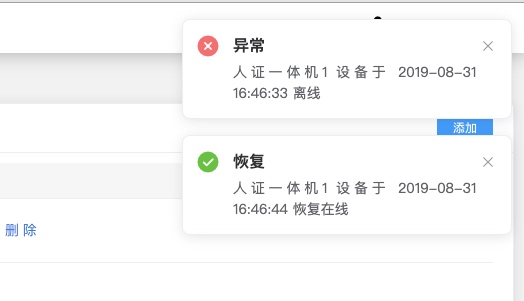 异常
人证一体机1 设备于 2019-08-31
16:46:33 离线
添加
恢复
人证一体机1 设备于 2019-08-31
16:46:44 恢复在线
删除